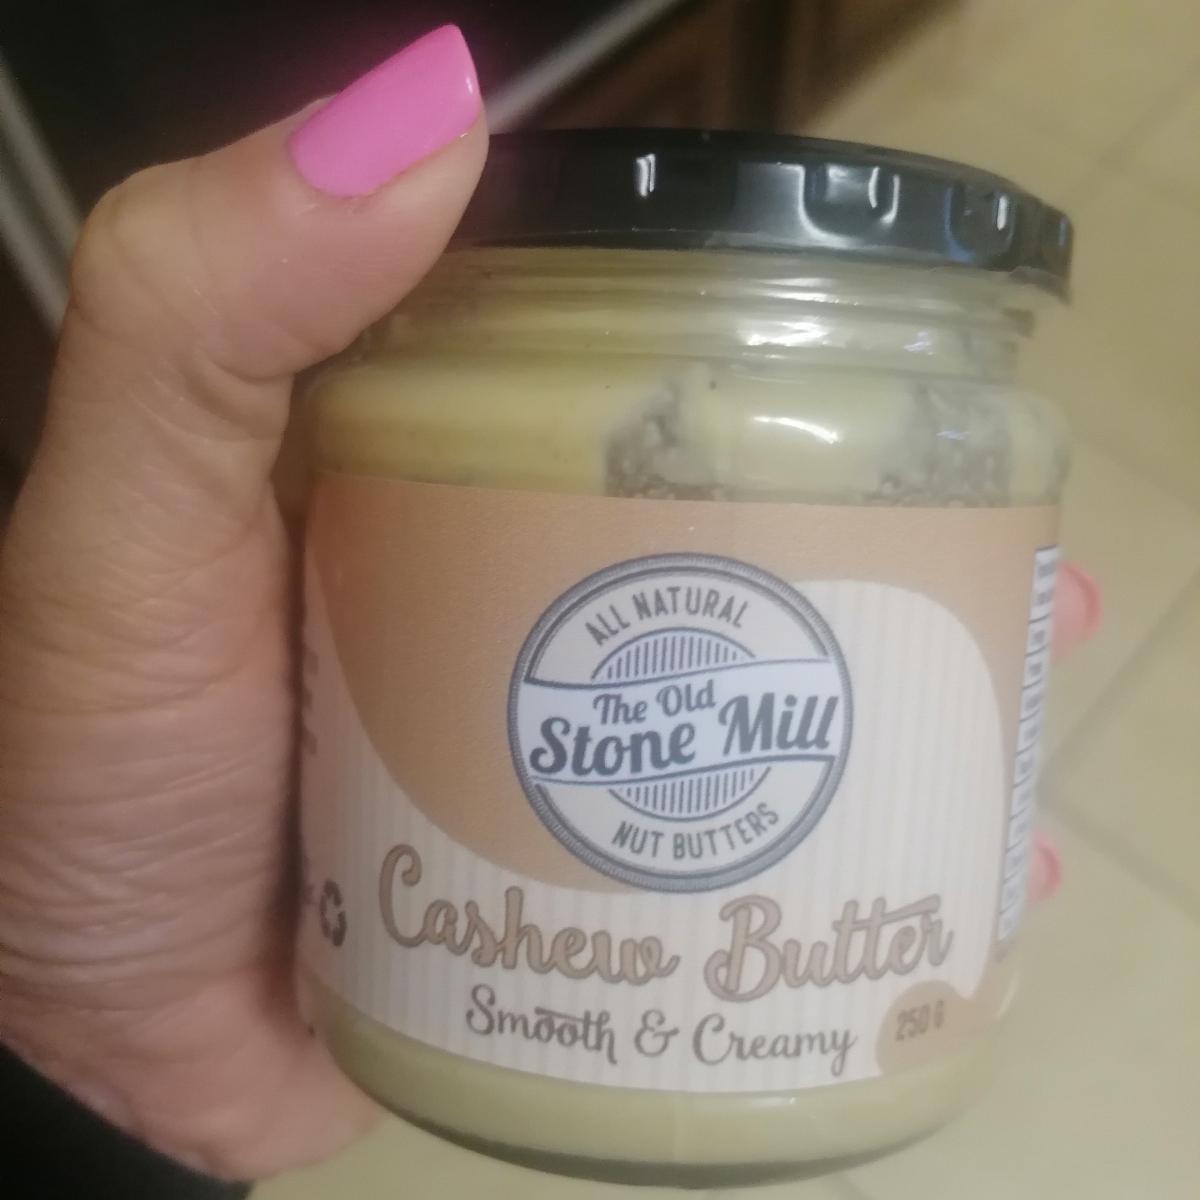 ALL NATURAL
The Old
Stone Mill
NUT BUTTERS
Cashew Butter
Smooth & Creamy
250 G